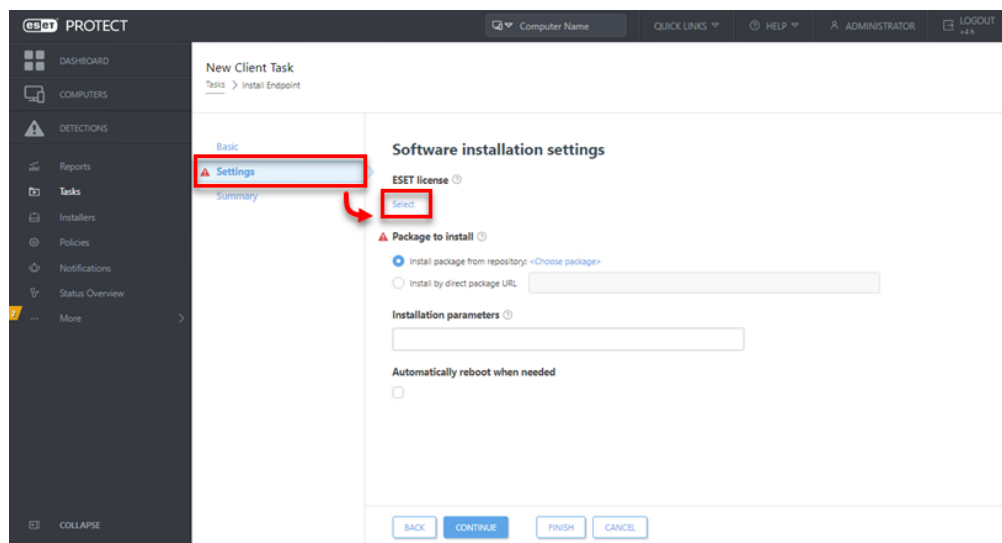 eset PROTECT
Computer Name
QUICK LINKS
HELP
ADMINISTRATOR
LOGOUT
>4 h
DASHBOARD
COMPUTERS
DETECTIONS
Reports
Tasks
Installers
Policies
Notifications
Status Overview
... More
COLLAPSE
New Client Task
Tasks > Install Endpoint
Basic
Settings
Summary
Software installation settings
ESET license
Select
Package to install
Install package from repository: <Choose package>
Install by direct package URL
Installation parameters
Automatically reboot when needed
BACK
CONTINUE
FINISH
CANCEL